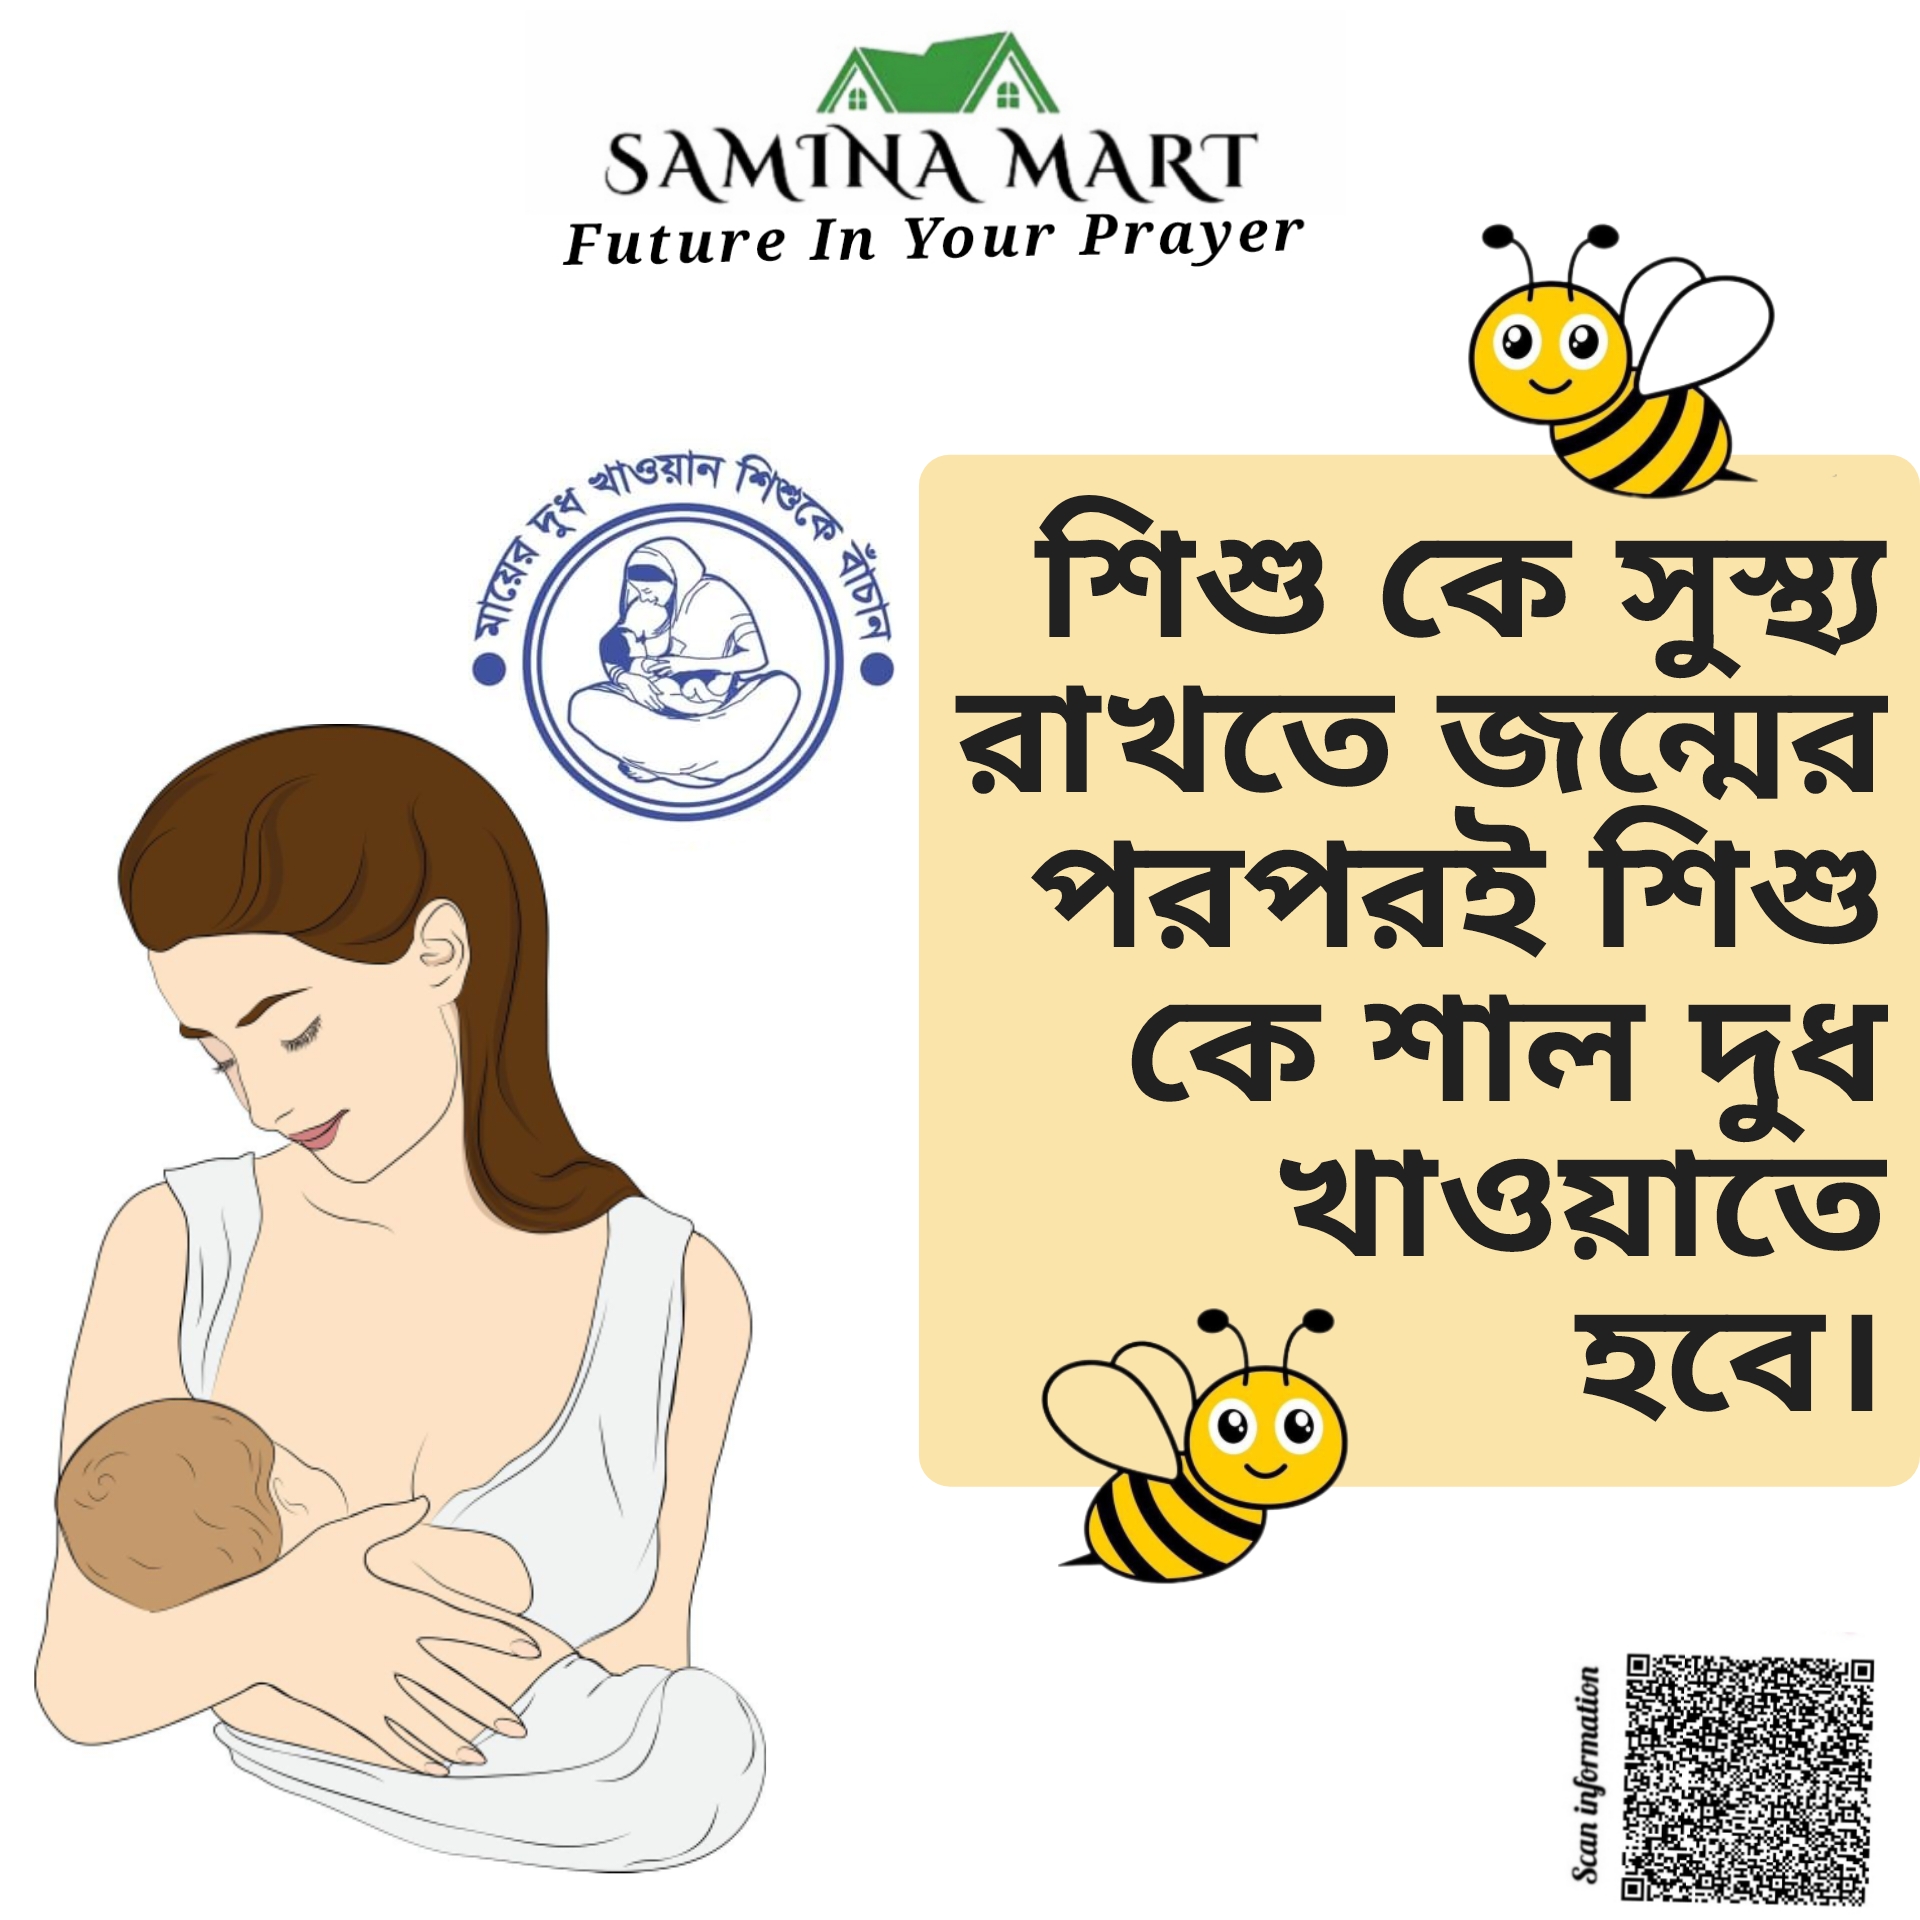 SAMINA MART
Future In Your Prayer
মায়ের দুধ খাওয়ান শিশুকে বাঁচান
শিশু কে সুস্থ্য
রাখতে জন্মের
পরপরই শিশু
কে শাল দুধ
খাওয়াতে
হবে।
Scan information